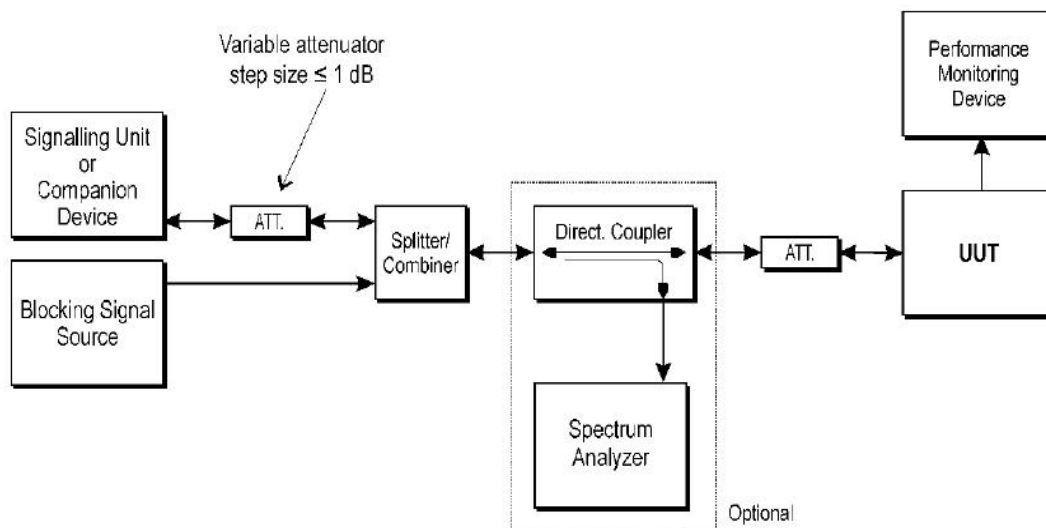 Variable attenuator
step size ≤ 1 dB
Performance
Monitoring
Device
Signalling Unit
or
Companion
Device
ATT.
Splitter/
Combiner
Direct. Coupler
ATT.
UUT
Blocking Signal
Source
Spectrum
Analyzer
Optional